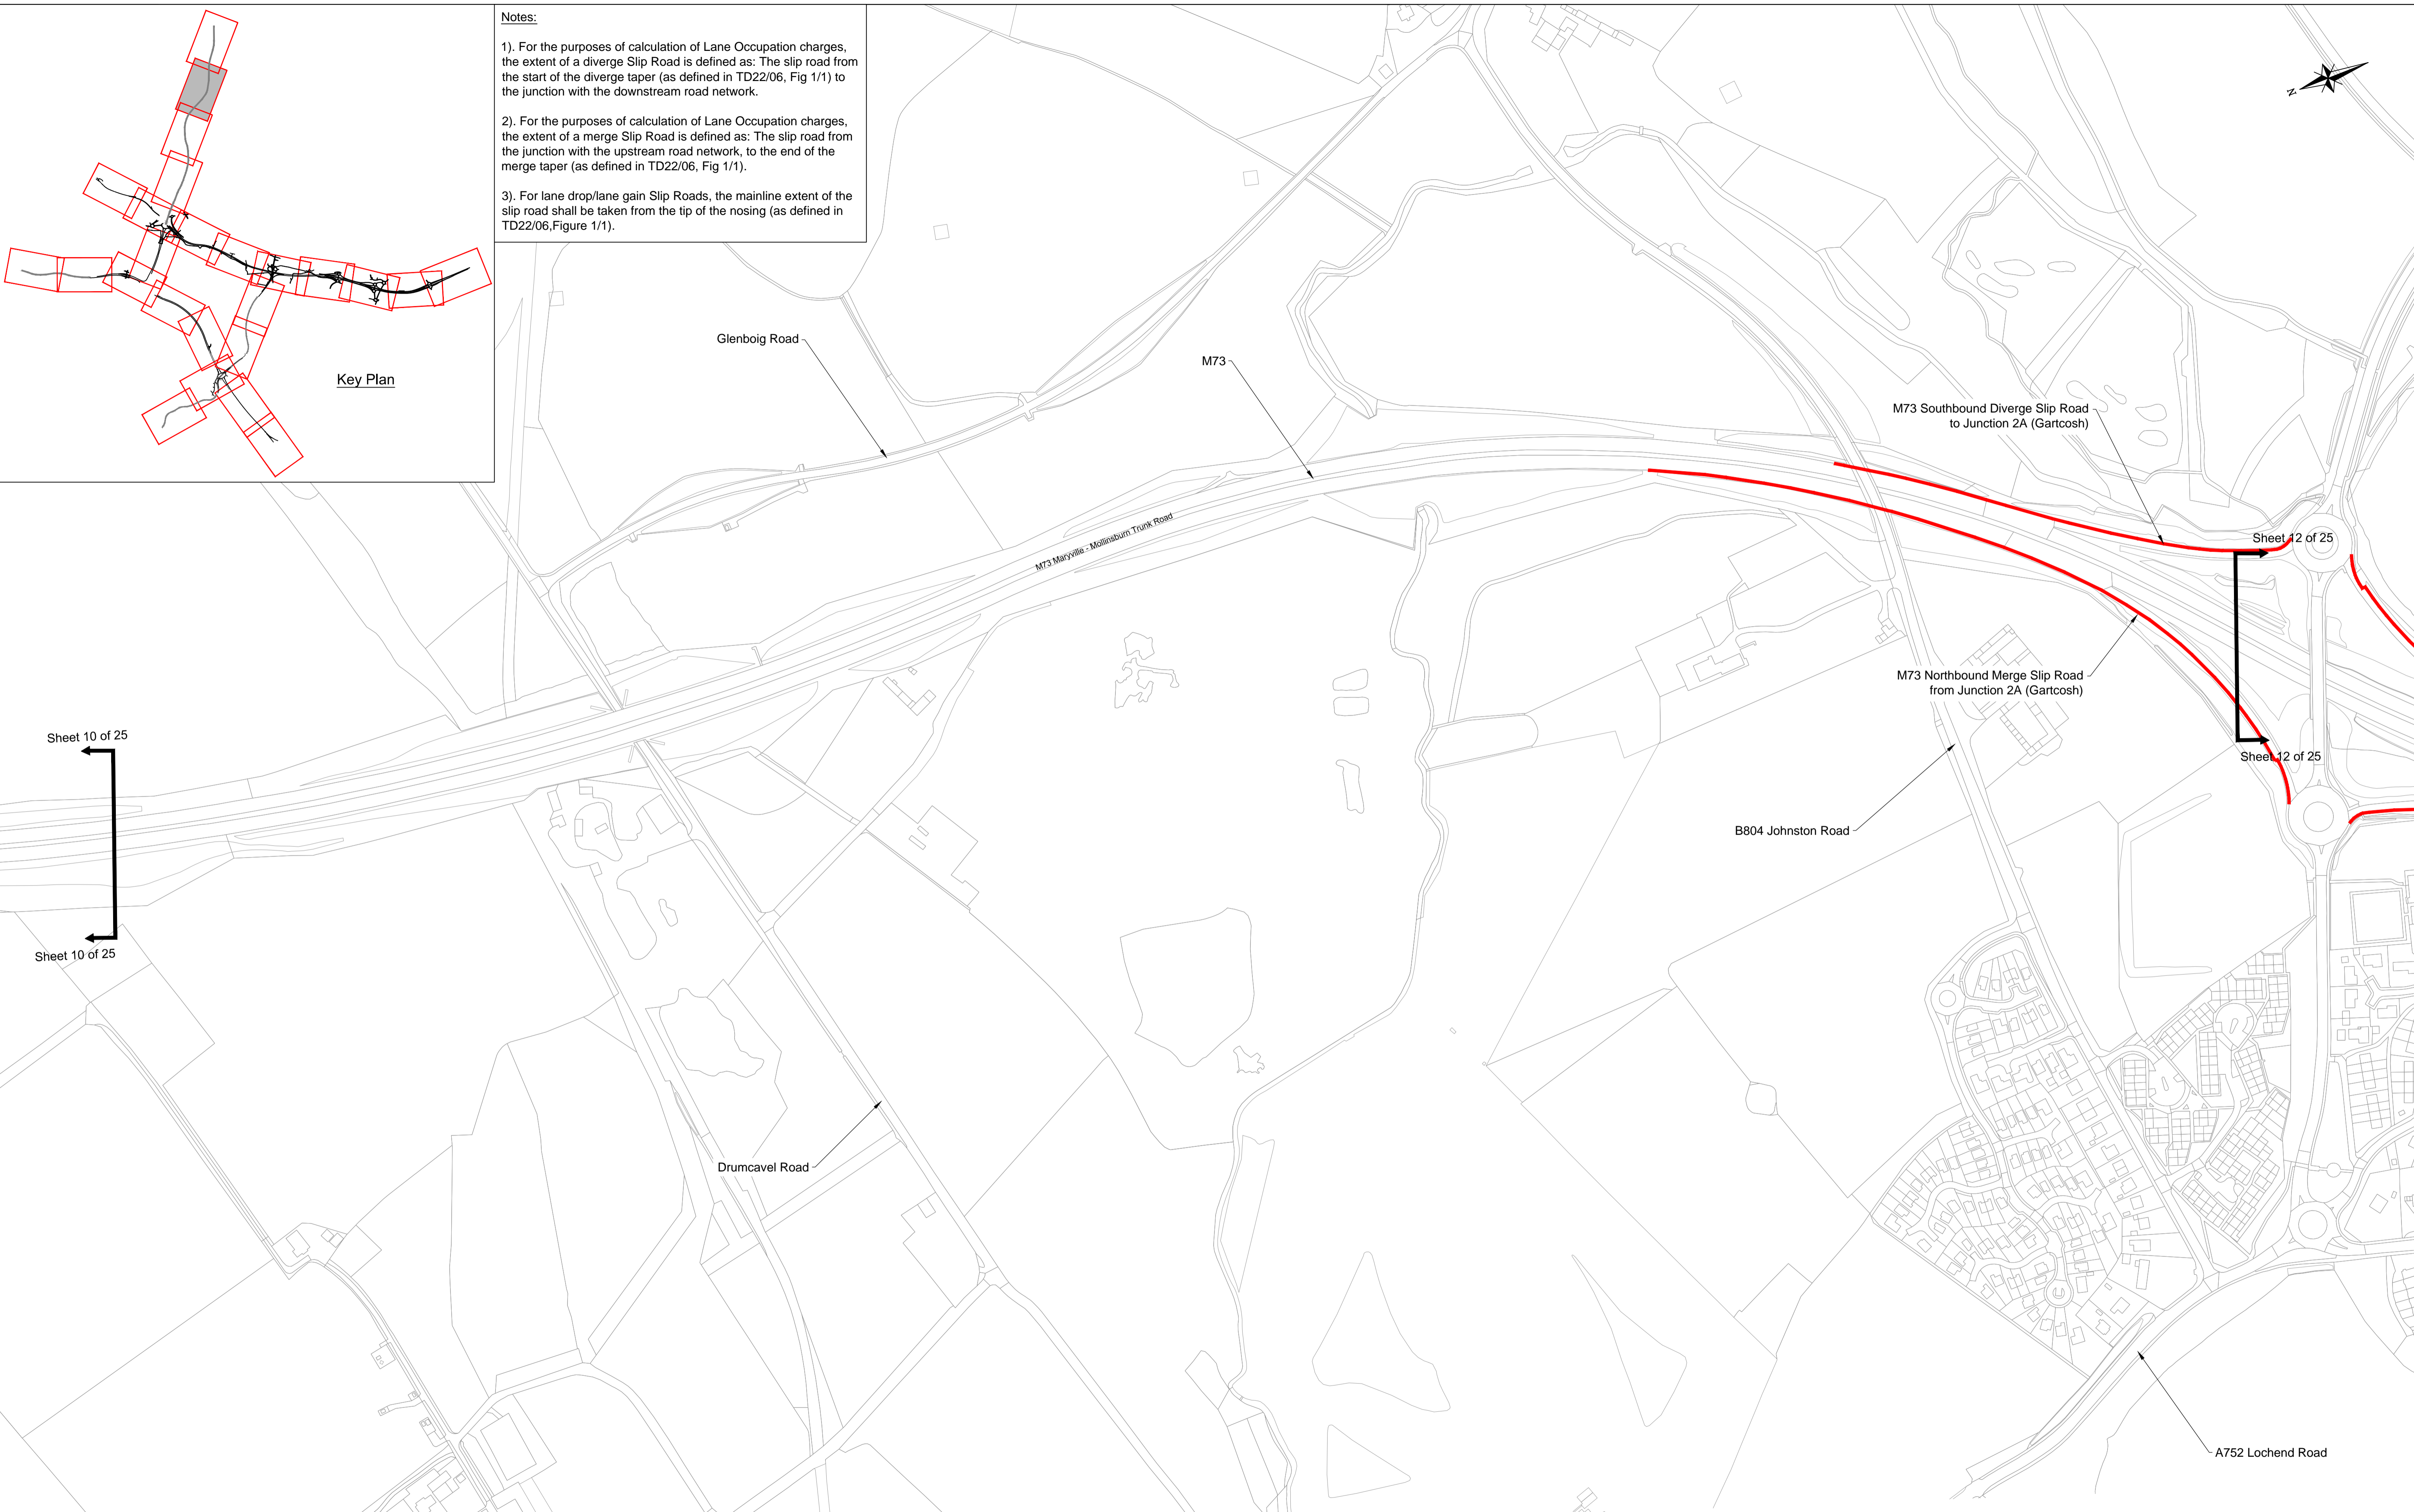 Notes:
1). For the purposes of calculation of Lane Occupation charges,
the extent of a diverge Slip Road is defined as: The slip road from
the start of the diverge taper (as defined in TD22/06, Fig 1/1) to
the junction with the downstream road network.
2). For the purposes of calculation of Lane Occupation charges,
the extent of a merge Slip Road is defined as: The slip road from
the junction with the upstream road network, to the end of the
merge taper (as defined in TD22/06, Fig 1/1).
3). For lane drop/lane gain Slip Roads, the mainline extent of the
slip road shall be taken from the tip of the nosing (as defined in
TD22/06,Figure 1/1).
Key Plan
N
Glenboig Road
M73
M73 Southbound Diverge Slip Road
to Junction 2A (Gartcosh)
M73 Maryville - Mollinsburn Trunk Road
Sheet 12 of 25
M73 Northbound Merge Slip Road
from Junction 2A (Gartcosh)
Sheet 10 of 25
Sheet 12 of 25
B804 Johnston Road
Sheet 10 of 25
Drumcavel Road
A752 Lochend Road